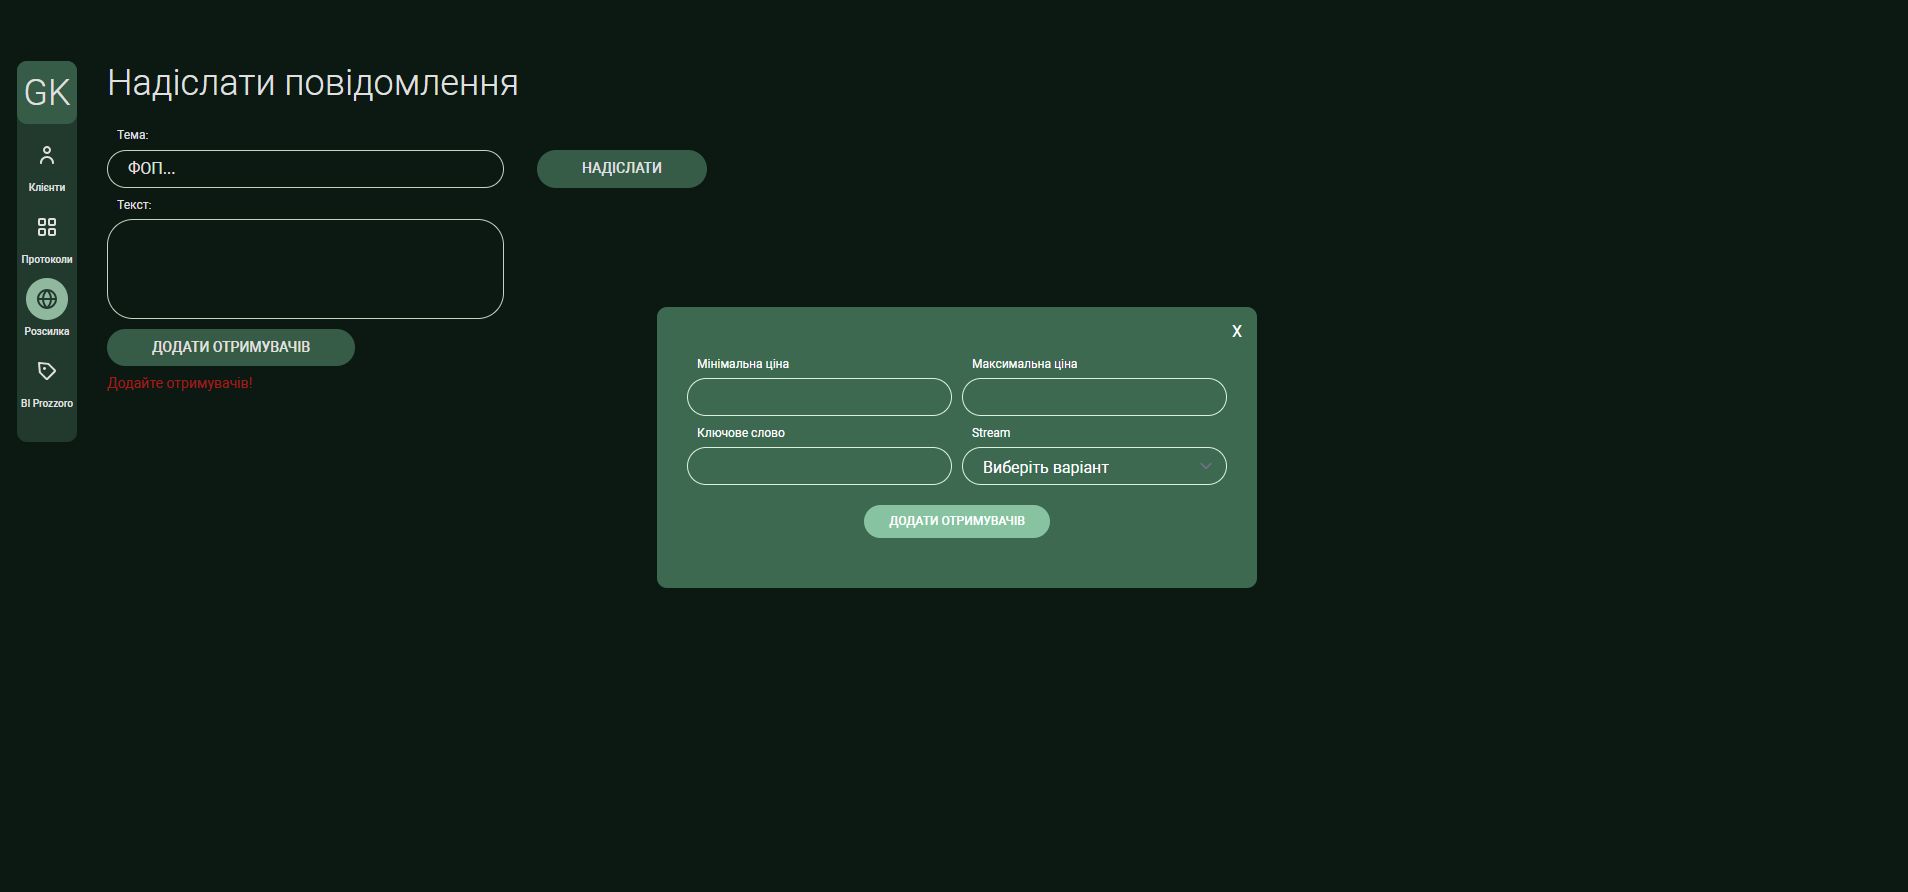 GK
Клієнти
Протоколи
Розсилка
BI Prozzoro
Надіслати повідомлення
Тема:
ФОП...
НАДІСЛАТИ
Текст:
ДОДАТИ ОТРИМУВАЧІВ
Додайте отримувачів!
X
Мінімальна ціна
Максимальна ціна
Ключове слово
Stream
Виберіть варіант
ДОДАТИ ОТРИМУВАЧІВ